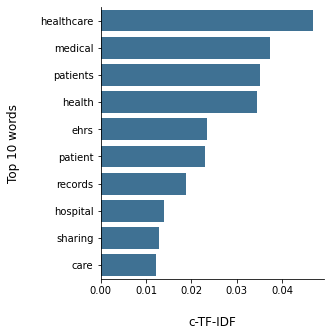 Top 10 words
healthcare
medical
patients
health
ehrs
patient
records
hospital
sharing
care
0.00 0.01 0.02 0.03 0.04
c-TF-IDF